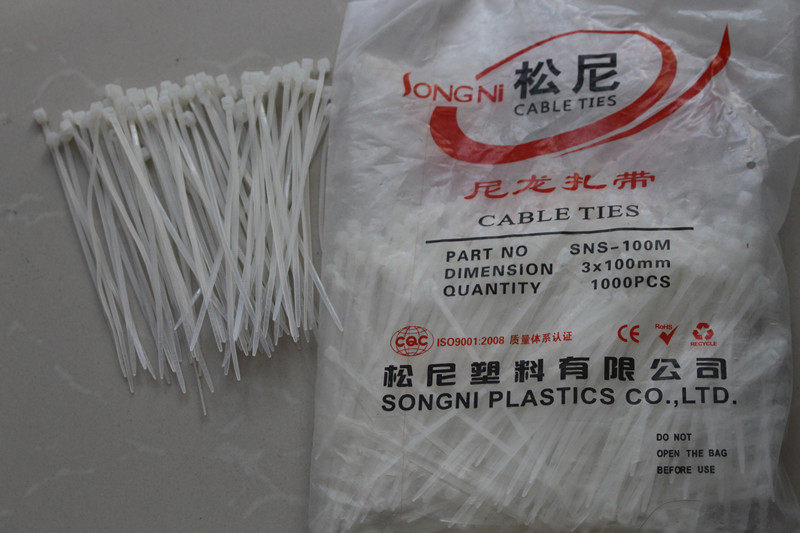 SONGNI 松尼
CABLE TIES
尼龙扎带
CABLE TIES
PART NO SNS-100M
DIMENSION 3x100mm
QUANTITY 1000PCS
CQC ISO9001:2008 质量体系认证 CE RoHS RECYCLE
松尼塑料有限公司
SONGNI PLASTICS CO.,LTD.
DO NOT
OPEN THE BAG
BEFORE USE